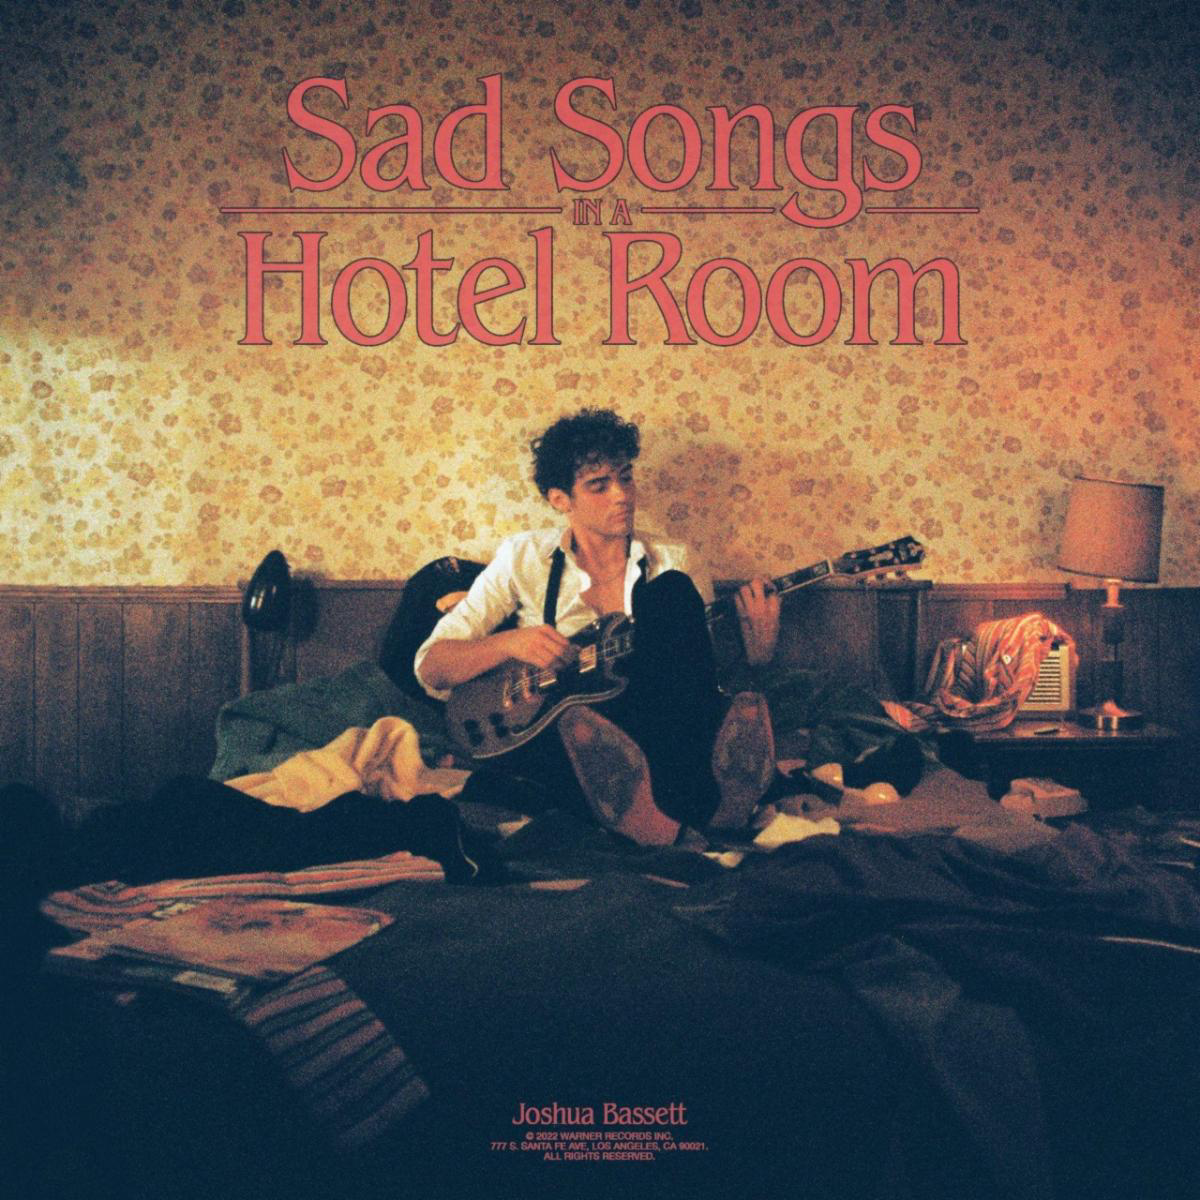 Sad Songs
IN A
Hotel Room
Joshua Bassett
© 2022 WARNER RECORDS INC.
777 S. SANTA FE AVE, LOS ANGELES, CA 90021.
ALL RIGHTS RESERVED.